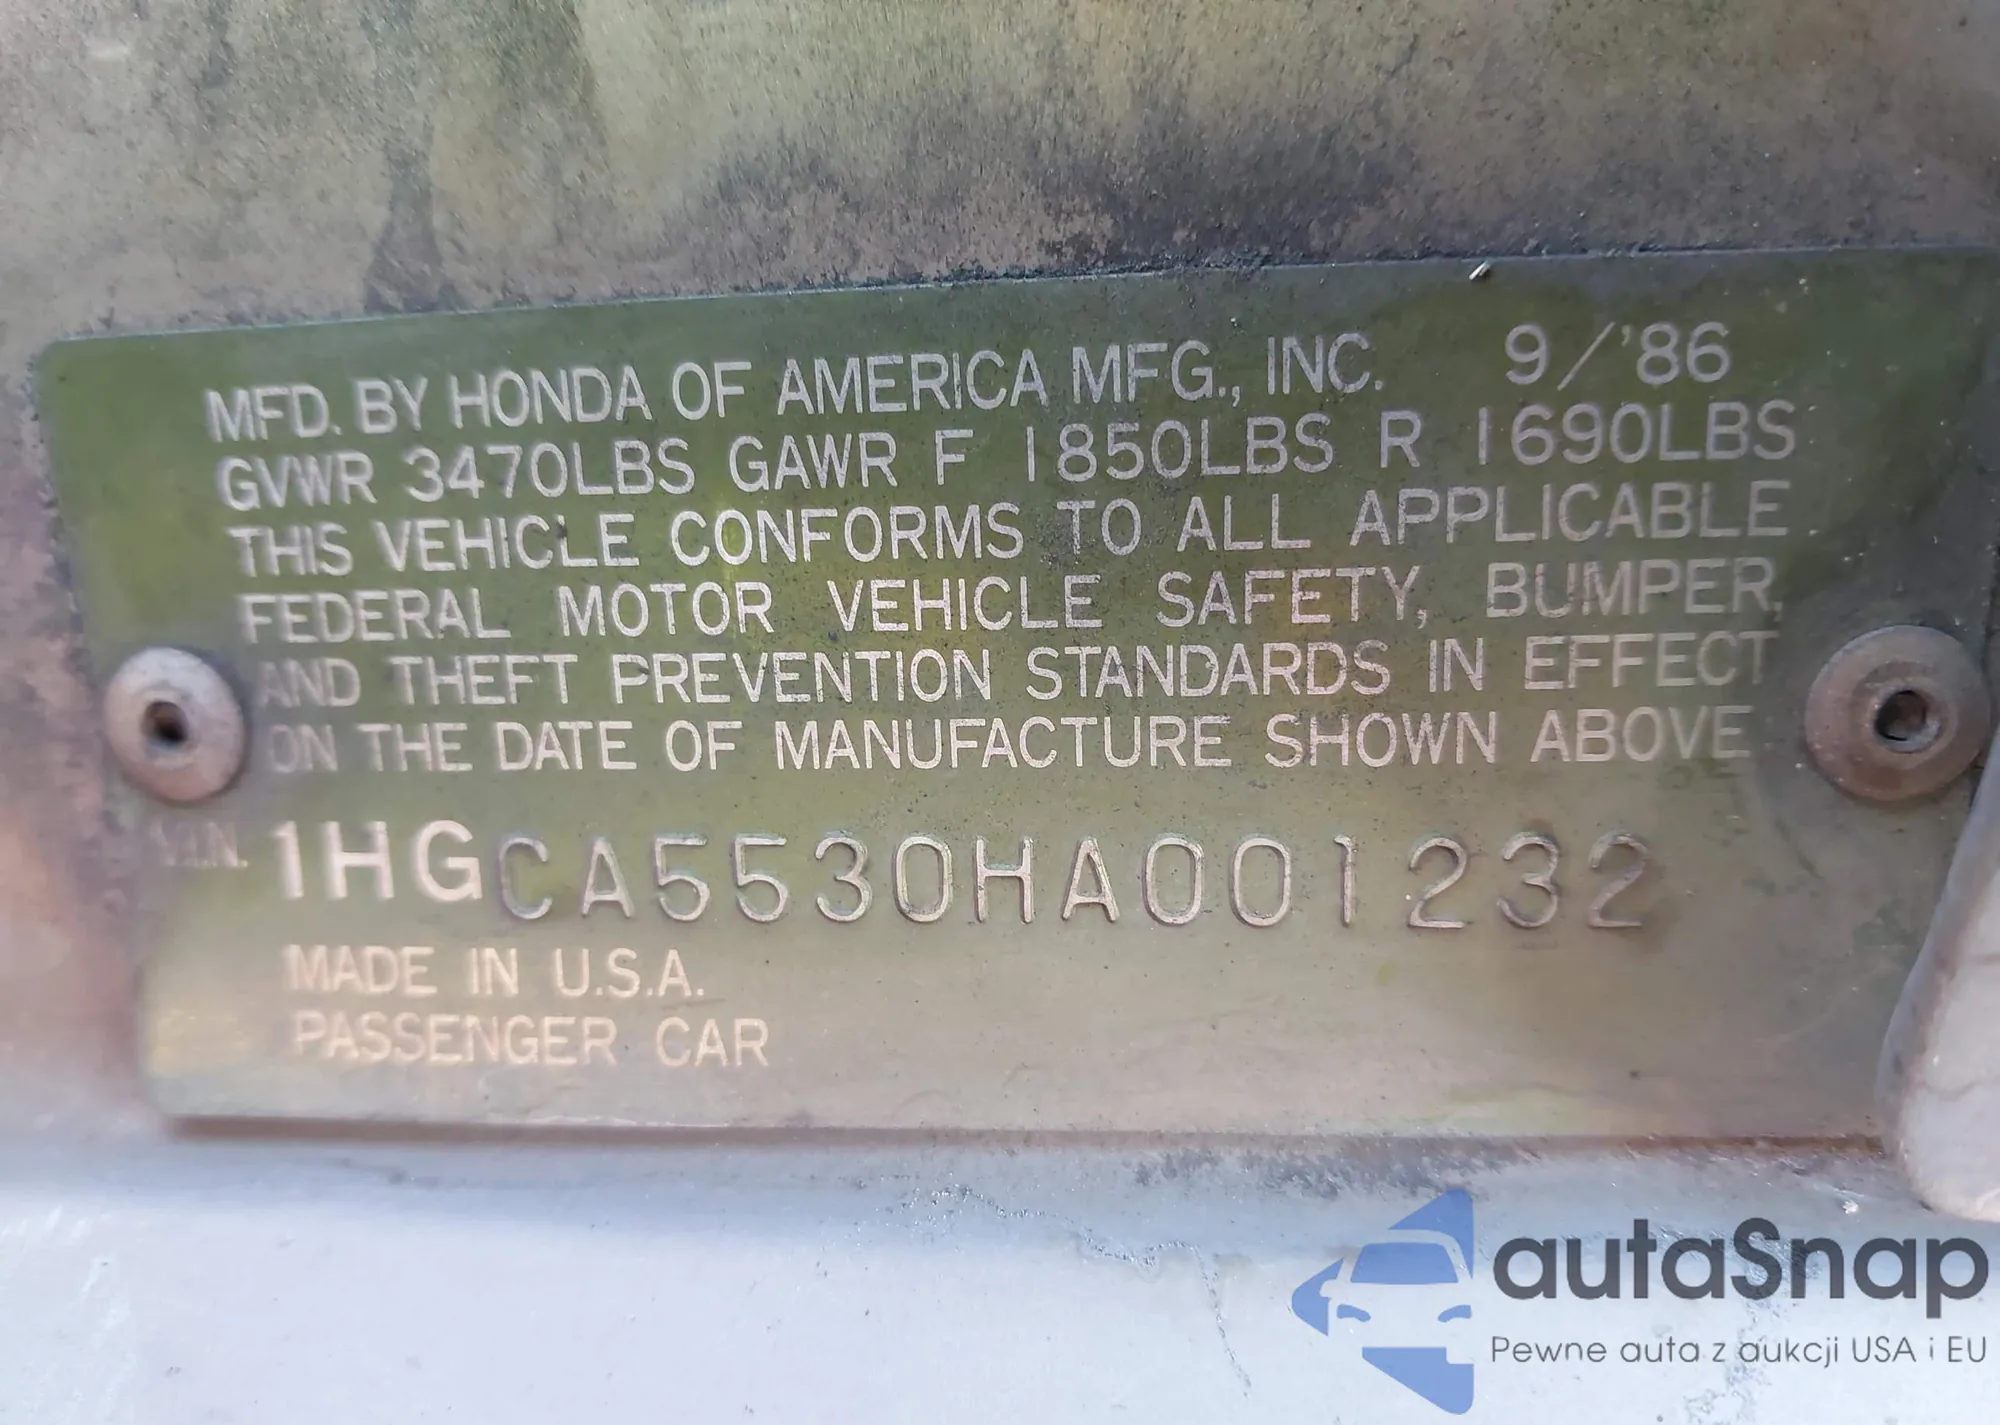 MFD. BY HONDA OF AMERICA MFG., INC. 9/'86
GVWR 3470LBS GAWR F 1850LBS R 1690LBS
THIS VEHICLE CONFORMS TO ALL APPLICABLE
FEDERAL MOTOR VEHICLE SAFETY, BUMPER,
AND THEFT PREVENTION STANDARDS IN EFFECT
ON THE DATE OF MANUFACTURE SHOWN ABOVE
V.I.N. 1HGCA5530HA001232
MADE IN U.S.A.
PASSENGER CAR
autaSnap
Pewne auta z aukcji USA i EU